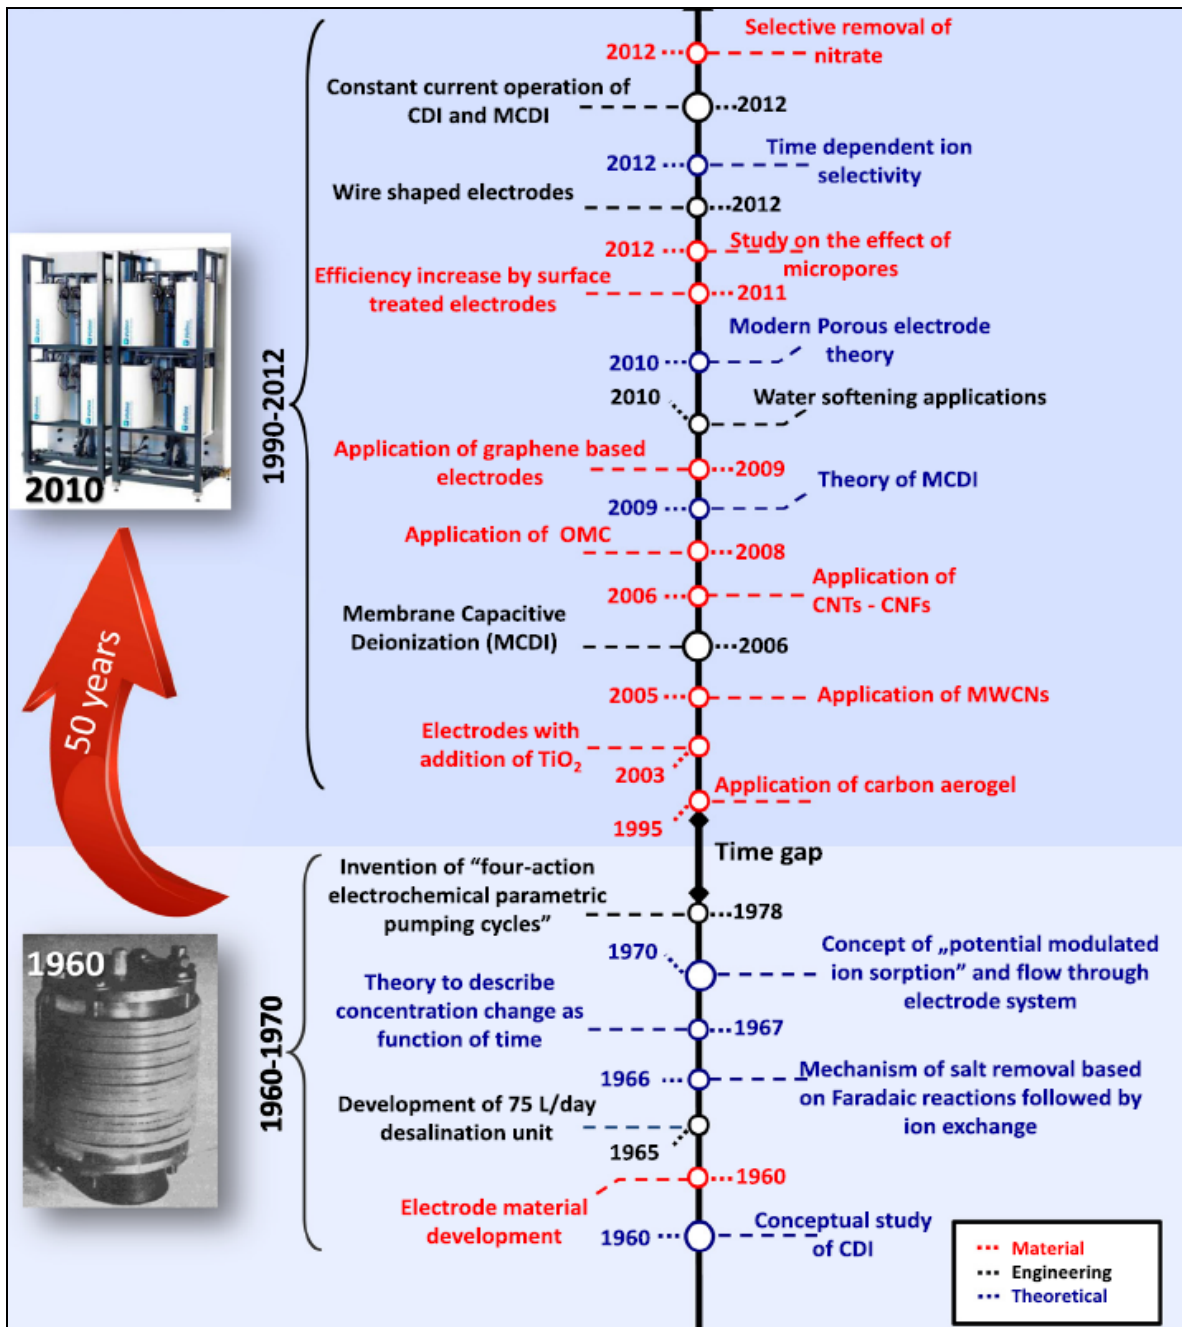 Selective removal of
nitrate
2012
Constant current operation of
CDI and MCDI
2012
Time dependent ion
selectivity
2012
Wire shaped electrodes
2012
Study on the effect of
micropores
2012
Efficiency increase by surface
treated electrodes
2011
Modern Porous electrode
theory
2010
2010
Water softening applications
Application of graphene based
electrodes
2009
Theory of MCDI
2009
Application of OMC
2008
Application of
CNTs - CNFs
2006
Membrane Capacitive
Deionization (MCDI)
2006
2005
Application of MWCNs
Electrodes with
addition of TiO₂
2003
Application of carbon aerogel
1995
1990-2012
2010
50 years
Time gap
Invention of “four-action
electrochemical parametric
pumping cycles”
1978
1970
Concept of „potential modulated
ion sorption” and flow through
electrode system
Theory to describe
concentration change as
function of time
1967
1966
Mechanism of salt removal based
on Faradaic reactions followed by
ion exchange
Development of 75 L/day
desalination unit
1965
1960
Electrode material
development
1960
Conceptual study
of CDI
1960-1970
1960
Material
Engineering
Theoretical